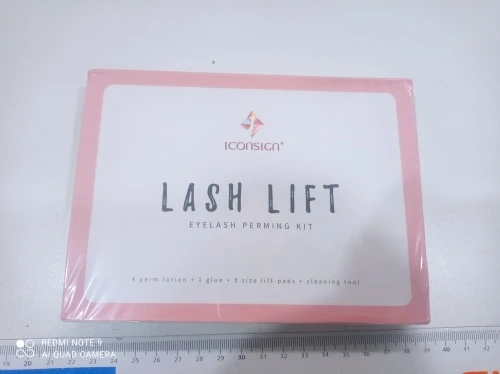 ICONSIGN
LASH LIFT
EYELASH PERMING KIT
4 perm lotion + 1 glue + 5 size lift-pads + cleaning tool
REDMI NOTE 9
AI QUAD CAMERA